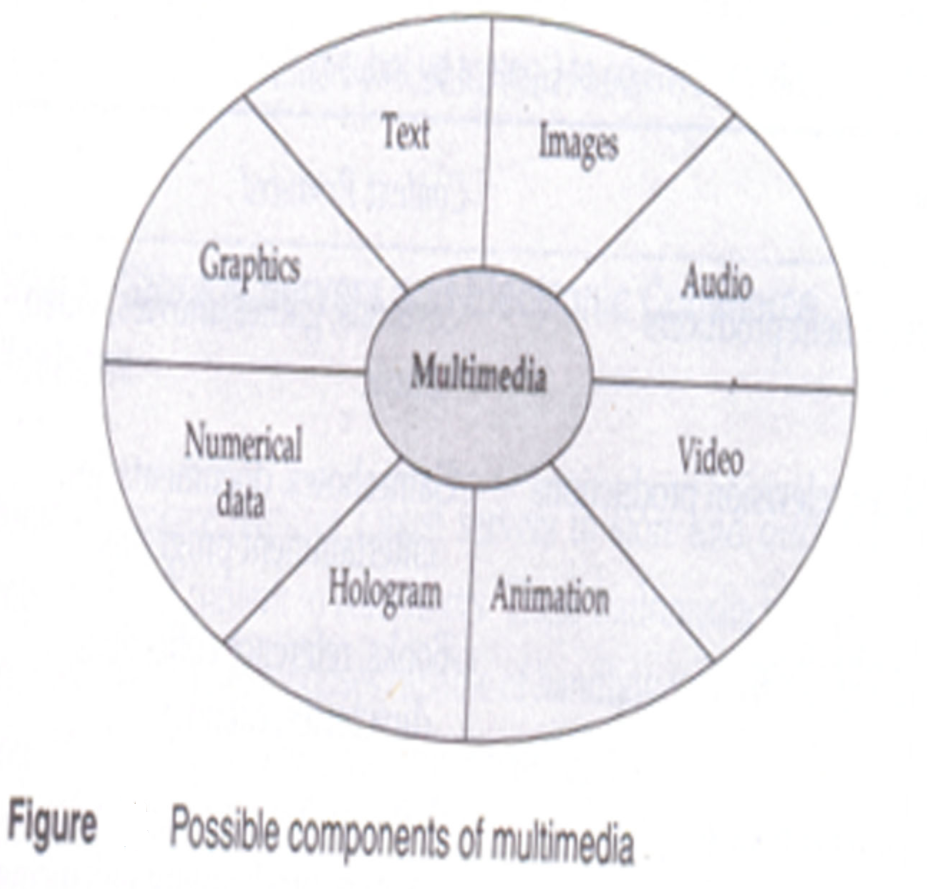 Text
Images
Graphics
Audio
Multimedia
Numerical
data
Video
Hologram
Animation
Figure Possible components of multimedia